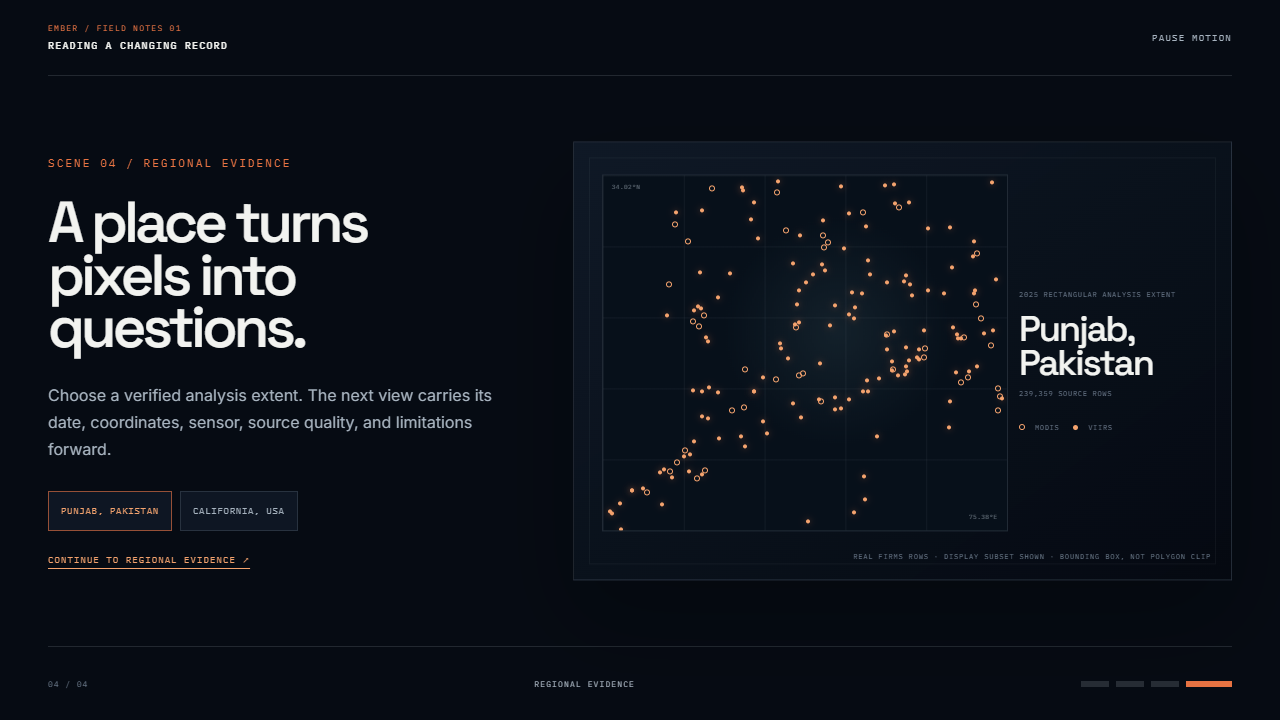 EMBER / FIELD NOTES 01
READING A CHANGING RECORD
PAUSE MOTION
SCENE 04 / REGIONAL EVIDENCE
A place turns
pixels into
questions.
Choose a verified analysis extent. The next view carries its
date, coordinates, sensor, source quality, and limitations
forward.
PUNJAB, PAKISTAN
CALIFORNIA, USA
CONTINUE TO REGIONAL EVIDENCE ↗
34.02°N
75.38°E
2025 RECTANGULAR ANALYSIS EXTENT
Punjab,
Pakistan
239,359 SOURCE ROWS
MODIS
VIIRS
REAL FIRMS ROWS · DISPLAY SUBSET SHOWN · BOUNDING BOX, NOT POLYGON CLIP
04 / 04
REGIONAL EVIDENCE